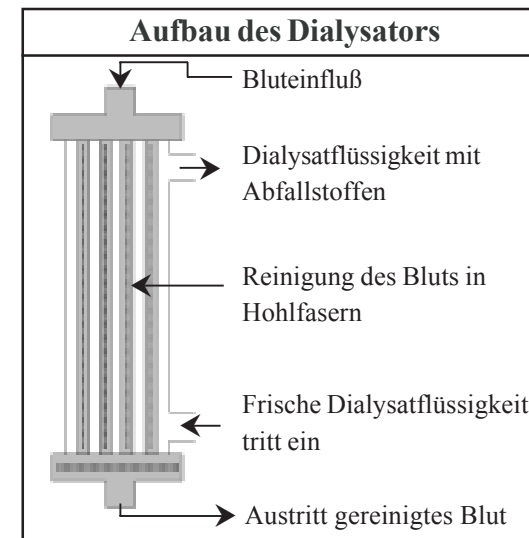 Aufbau des Dialysators
Bluteinfluß
Dialysatflüssigkeit mit
Abfallstoffen
Reinigung des Bluts in
Hohlfasern
Frische Dialysatflüssigkeit
tritt ein
Austritt gereinigtes Blut